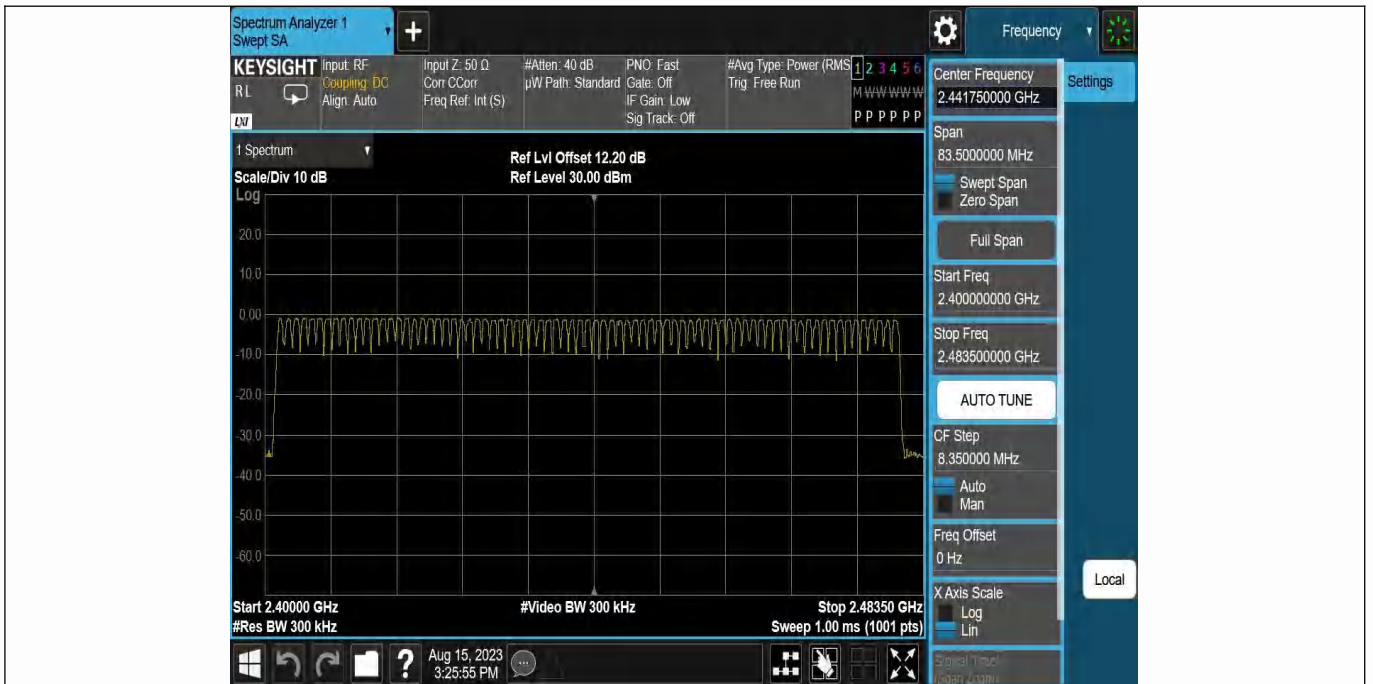 Spectrum Analyzer 1
Swept SA
+
Frequency
KEYSIGHT
RL
LXI
Input: RF
Coupling: DC
Align: Auto
Input Z: 50 Ω
Corr CCorr
Freq Ref: Int (S)
#Atten: 40 dB
µW Path: Standard
PNO: Fast
Gate: Off
IF Gain: Low
Sig Track: Off
#Avg Type: Power (RMS
Trig: Free Run
1 2 3 4 5 6
M W W W W W
P P P P P P
1 Spectrum
Scale/Div 10 dB
Ref Lvl Offset 12.20 dB
Ref Level 30.00 dBm
Log
20.0
10.0
0.00
-10.0
-20.0
-30.0
-40.0
-50.0
-60.0
Start 2.40000 GHz
#Video BW 300 kHz
Stop 2.48350 GHz
#Res BW 300 kHz
Sweep 1.00 ms (1001 pts)
Center Frequency
2.441750000 GHz
Settings
Span
83.5000000 MHz
Swept Span
Zero Span
Full Span
Start Freq
2.400000000 GHz
Stop Freq
2.483500000 GHz
AUTO TUNE
CF Step
8.350000 MHz
Auto
Man
Freq Offset
0 Hz
X Axis Scale
Log
Lin
Signal Track
(Span Zoom)
Local
?
Aug 15, 2023
3:25:55 PM